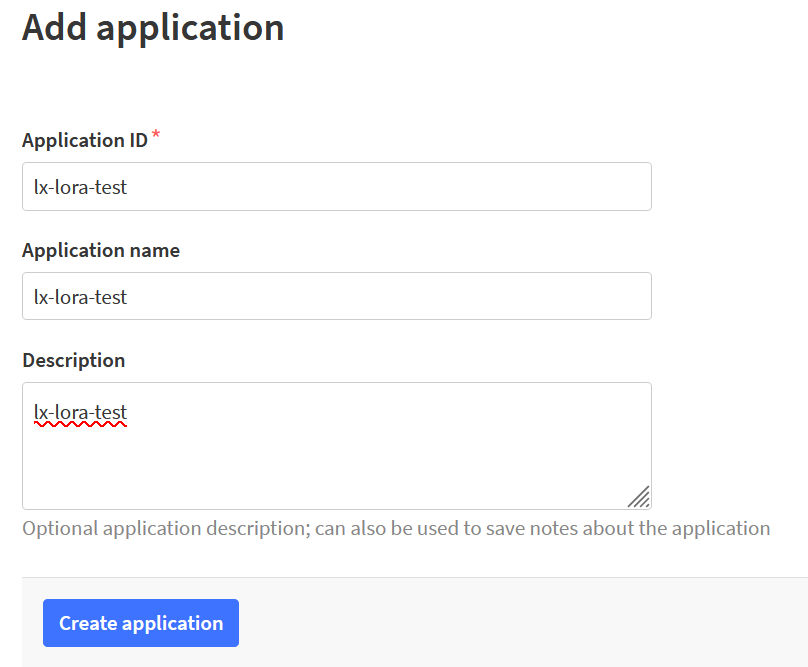 Add application
Application ID *
lx-lora-test
Application name
lx-lora-test
Description
lx-lora-test
Optional application description; can also be used to save notes about the application
Create application